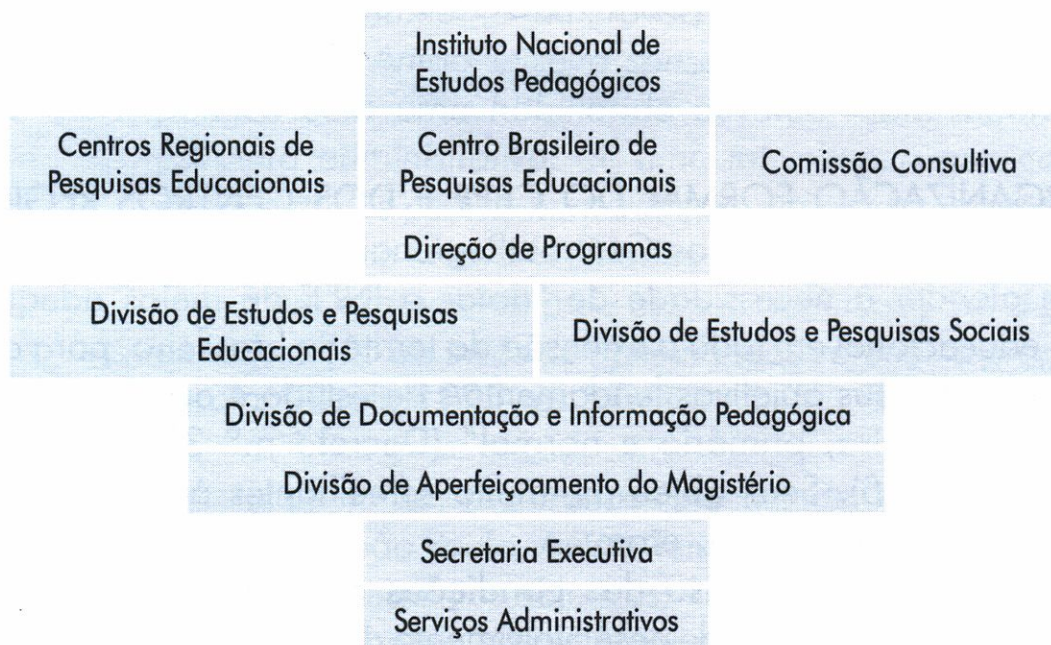 Instituto Nacional de
Estudos Pedagógicos
Centros Regionais de
Pesquisas Educacionais
Centro Brasileiro de
Pesquisas Educacionais
Comissão Consultiva
Direção de Programas
Divisão de Estudos e Pesquisas
Educacionais
Divisão de Estudos e Pesquisas Sociais
Divisão de Documentação e Informação Pedagógica
Divisão de Aperfeiçoamento do Magistério
Secretaria Executiva
Serviços Administrativos